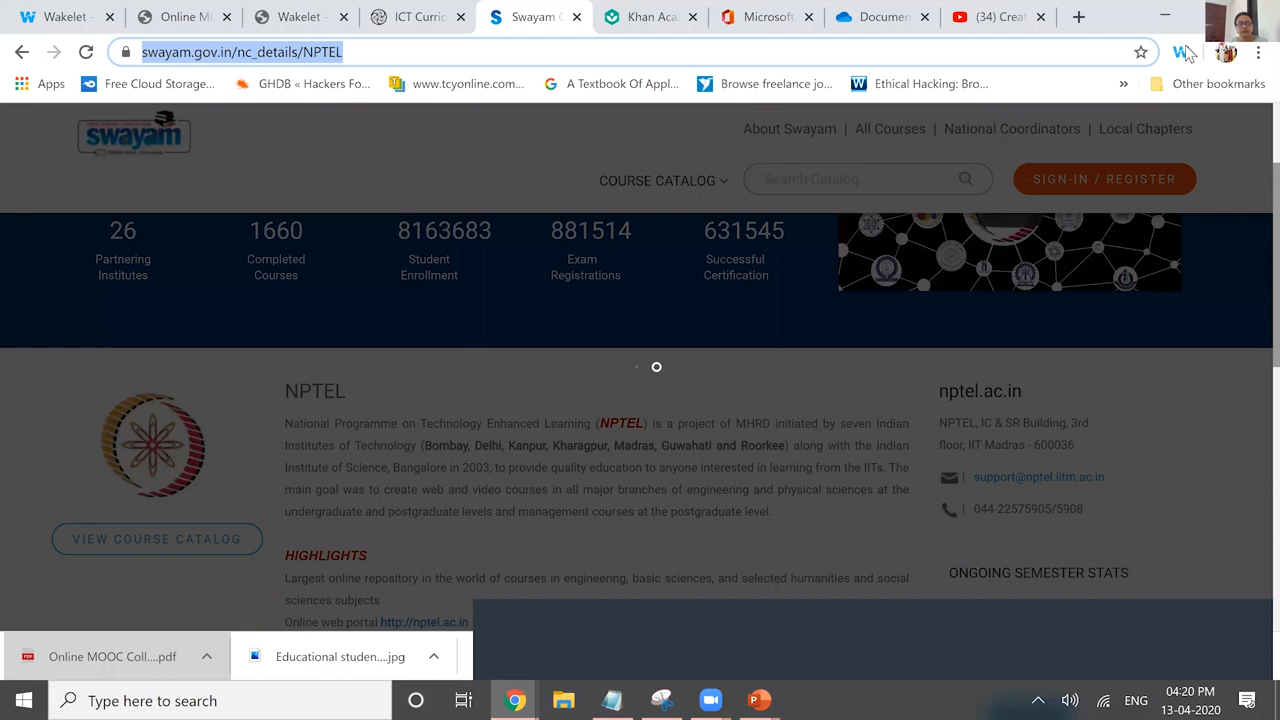 Wakelet -
Online MO
Wakelet -
ICT Curric
Swayam C
Khan Aca
Microsoft
Documen
(34) Creat
swayam.gov.in/nc_details/NPTEL
Apps
Free Cloud Storage...
GHDB « Hackers Fo...
www.tcyonline.com...
A Textbook Of Appl...
Browse freelance jo...
Ethical Hacking: Bro...
»
Other bookmarks
swayam
About Swayam | All Courses | National Coordinators | Local Chapters
COURSE CATALOG
Search Catalog..
SIGN-IN / REGISTER
26
Partnering
Institutes
1660
Completed
Courses
8163683
Student
Enrollment
881514
Exam
Registrations
631545
Successful
Certification
NPTEL
National Programme on Technology Enhanced Learning (NPTEL) is a project of MHRD initiated by seven Indian
Institutes of Technology (Bombay, Delhi, Kanpur, Kharagpur, Madras, Guwahati and Roorkee) along with the Indian
Institute of Science, Bangalore in 2003, to provide quality education to anyone interested in learning from the IITs. The
main goal was to create web and video courses in all major branches of engineering and physical sciences at the
undergraduate and postgraduate levels and management courses at the postgraduate level.
VIEW COURSE CATALOG
HIGHLIGHTS
Largest online repository in the world of courses in engineering, basic sciences, and selected humanities and social
sciences subjects
Online web portal http://nptel.ac.in
nptel.ac.in
NPTEL, IC & SR Building, 3rd
floor, IIT Madras - 600036
| support@nptel.iitm.ac.in
| 044-22575905/5908
ONGOING SEMESTER STATS
Online MOOC Coll....pdf
Educational studen....jpg
Type here to search
ENG
04:20 PM
13-04-2020